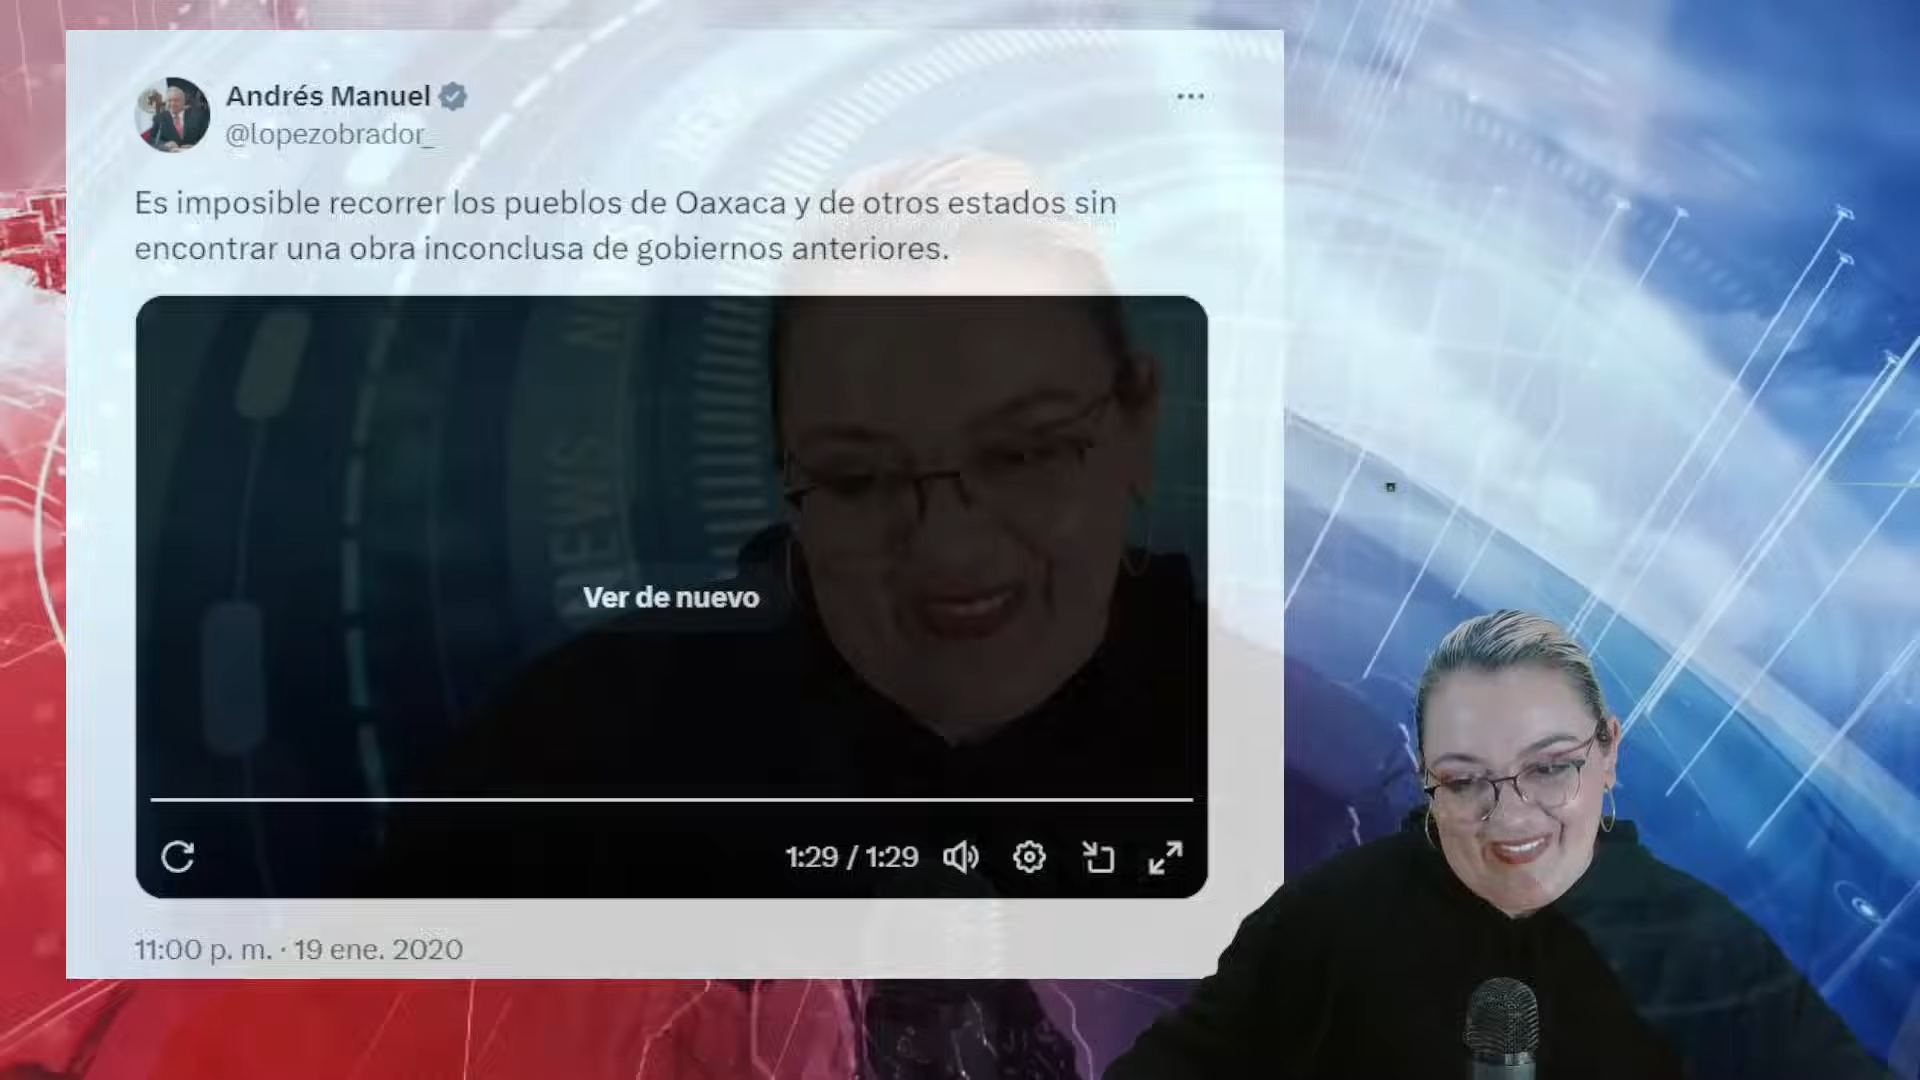 Andrés Manuel
@lopezobrador_
Es imposible recorrer los pueblos de Oaxaca y de otros estados sin
encontrar una obra inconclusa de gobiernos anteriores.
NEWS
Ver de nuevo
1:29 / 1:29
11:00 p. m. · 19 ene. 2020